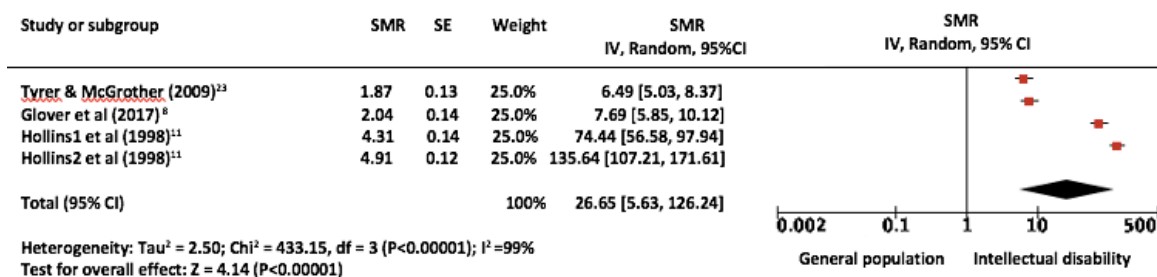 Study or subgroup SMR SE Weight SMR SMR
IV, Random, 95%CI IV, Random, 95% CI
Tyrer & McGrother (2009)²³ 1.87 0.13 25.0% 6.49 [5.03, 8.37]
Glover et al (2017)⁸ 2.04 0.14 25.0% 7.69 [5.85, 10.12]
Hollins1 et al (1998)¹¹ 4.31 0.14 25.0% 74.44 [56.58, 97.94]
Hollins2 et al (1998)¹¹ 4.91 0.12 25.0% 135.64 [107.21, 171.61]
Total (95% CI) 100% 26.65 [5.63, 126.24]
0.002 0.1 1 10 500
Heterogeneity: Tau² = 2.50; Chi² = 433.15, df = 3 (P<0.00001); I² =99%
General population Intellectual disability
Test for overall effect: Z = 4.14 (P<0.00001)